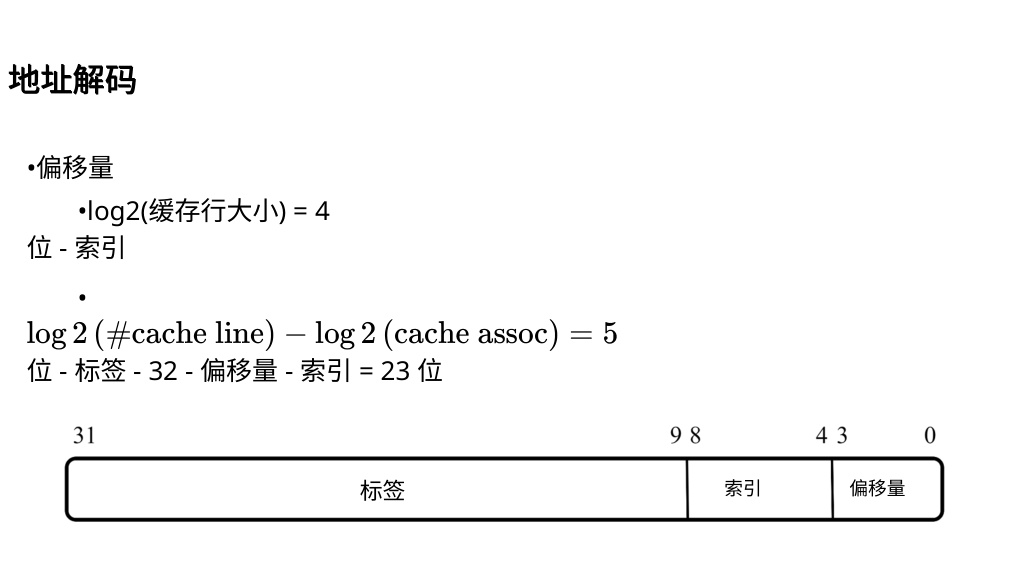 地址解码
•偏移量
•log2(缓存行大小) = 4
位 - 索引
•
log 2 (#cache line) − log 2 (cache assoc) = 5
位 - 标签 - 32 - 偏移量 - 索引 = 23 位
31 9 8 4 3 0
标签 索引 偏移量